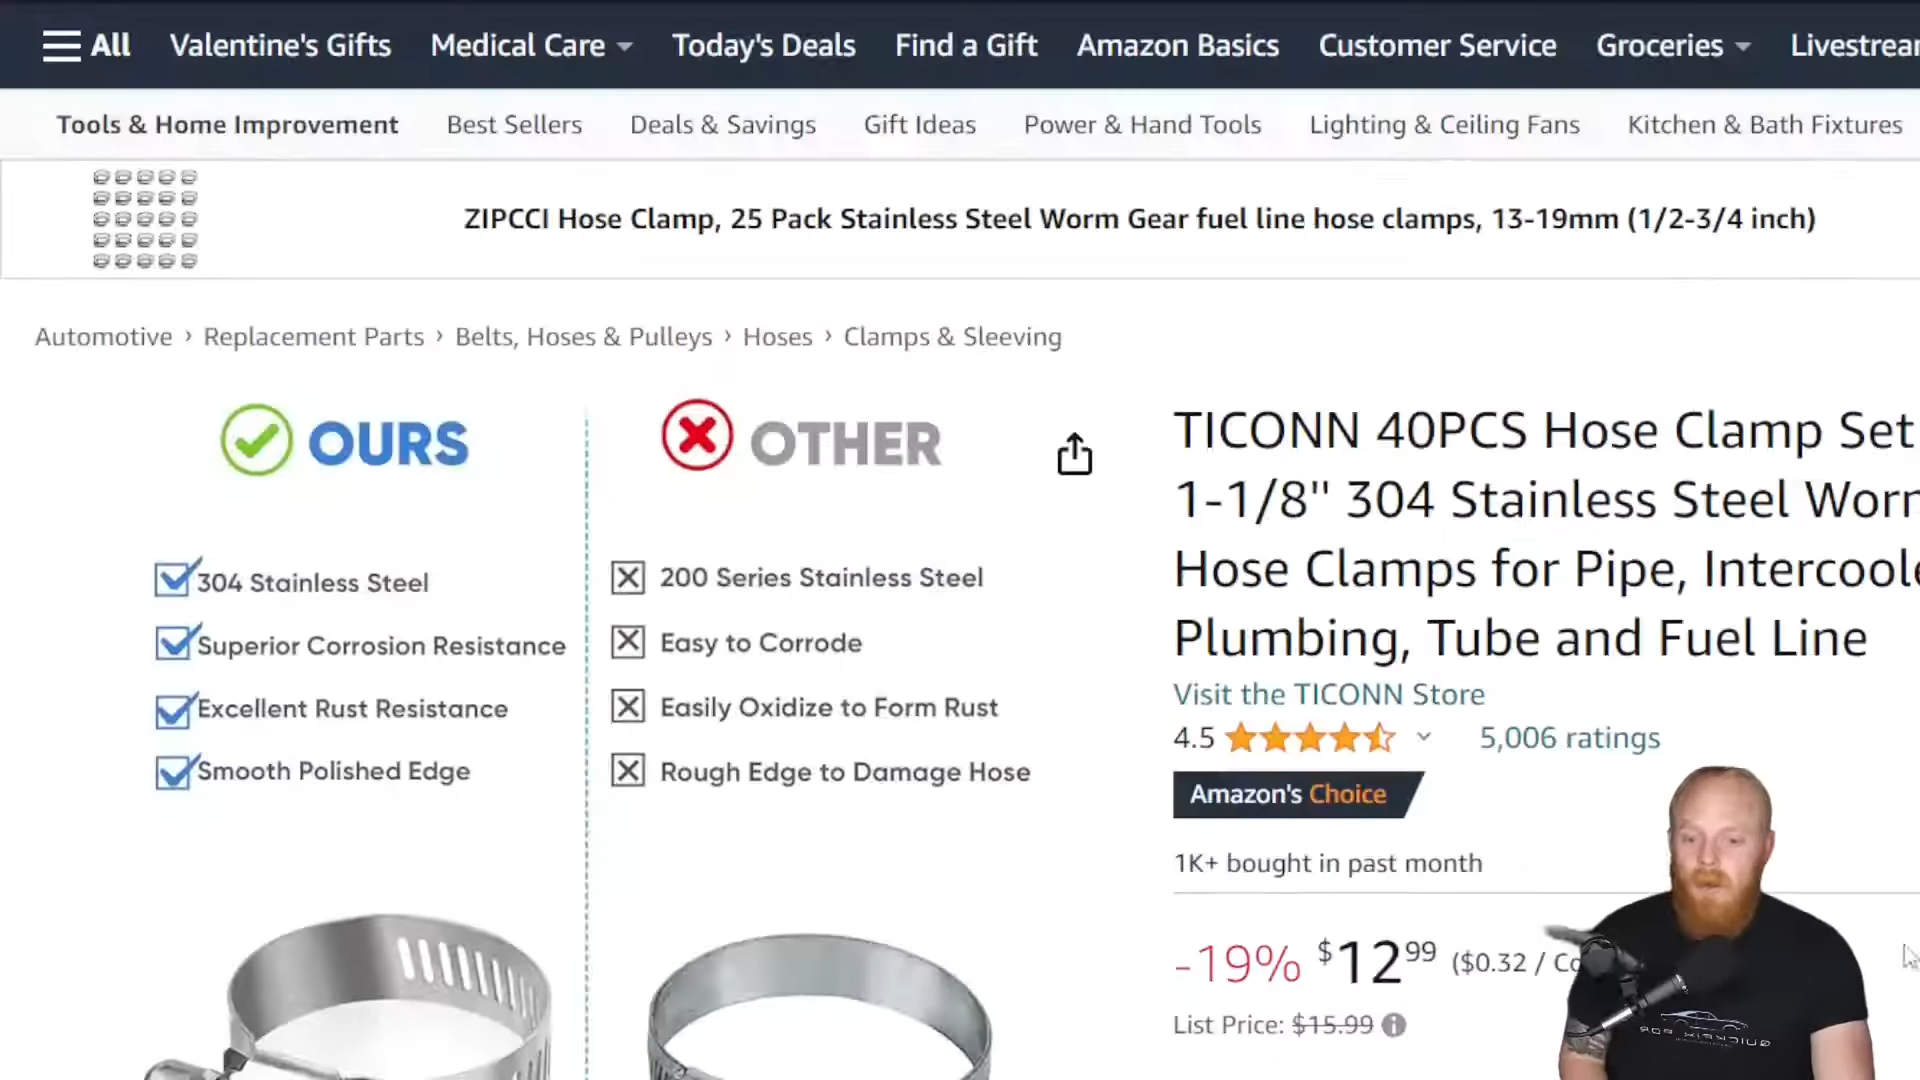 All Valentine's Gifts Medical Care Today's Deals Find a Gift Amazon Basics Customer Service Groceries
Tools & Home Improvement Best Sellers Deals & Savings Gift Ideas Power & Hand Tools Lighting & Ceiling Fans Kitchen & Bath Fixtures
ZIPCCI Hose Clamp, 25 Pack Stainless Steel Worm Gear fuel line hose clamps, 13-19mm (1/2-3/4 inch)
Automotive › Replacement Parts › Belts, Hoses & Pulleys › Hoses › Clamps & Sleeving
OURS
304 Stainless Steel
Superior Corrosion Resistance
Excellent Rust Resistance
Smooth Polished Edge
OTHER
200 Series Stainless Steel
Easy to Corrode
Easily Oxidize to Form Rust
Rough Edge to Damage Hose
TICONN 40PCS Hose Clamp Set
1-1/8" 304 Stainless Steel
Hose Clamps for Pipe,
Plumbing, Tube and Fuel Line
Visit the TICONN Store
4.5 5,006 ratings
Amazon's Choice
1K+ bought in past month
-19% $12.99 ($0.32 /
List Price: $15.99